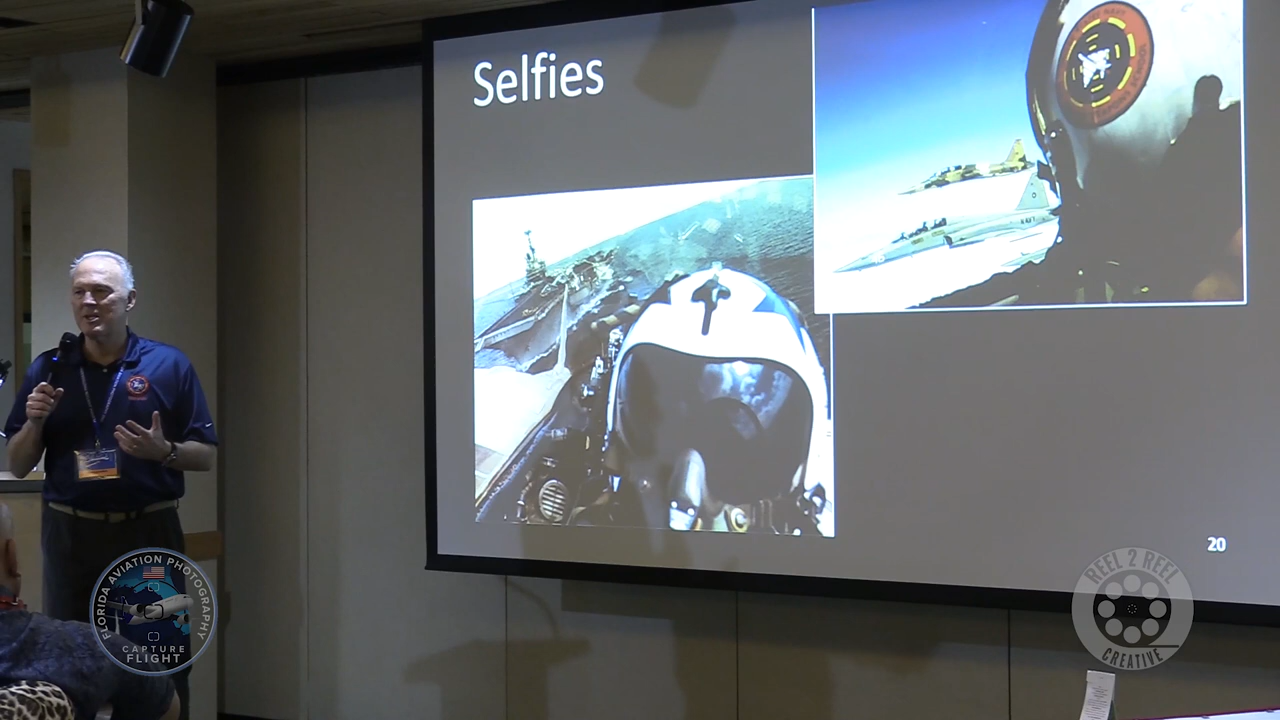 Selfies
20
FLORIDA AVIATION PHOTOGRAPHY
CAPTURE
FLIGHT
REEL 2 REEL
CREATIVE